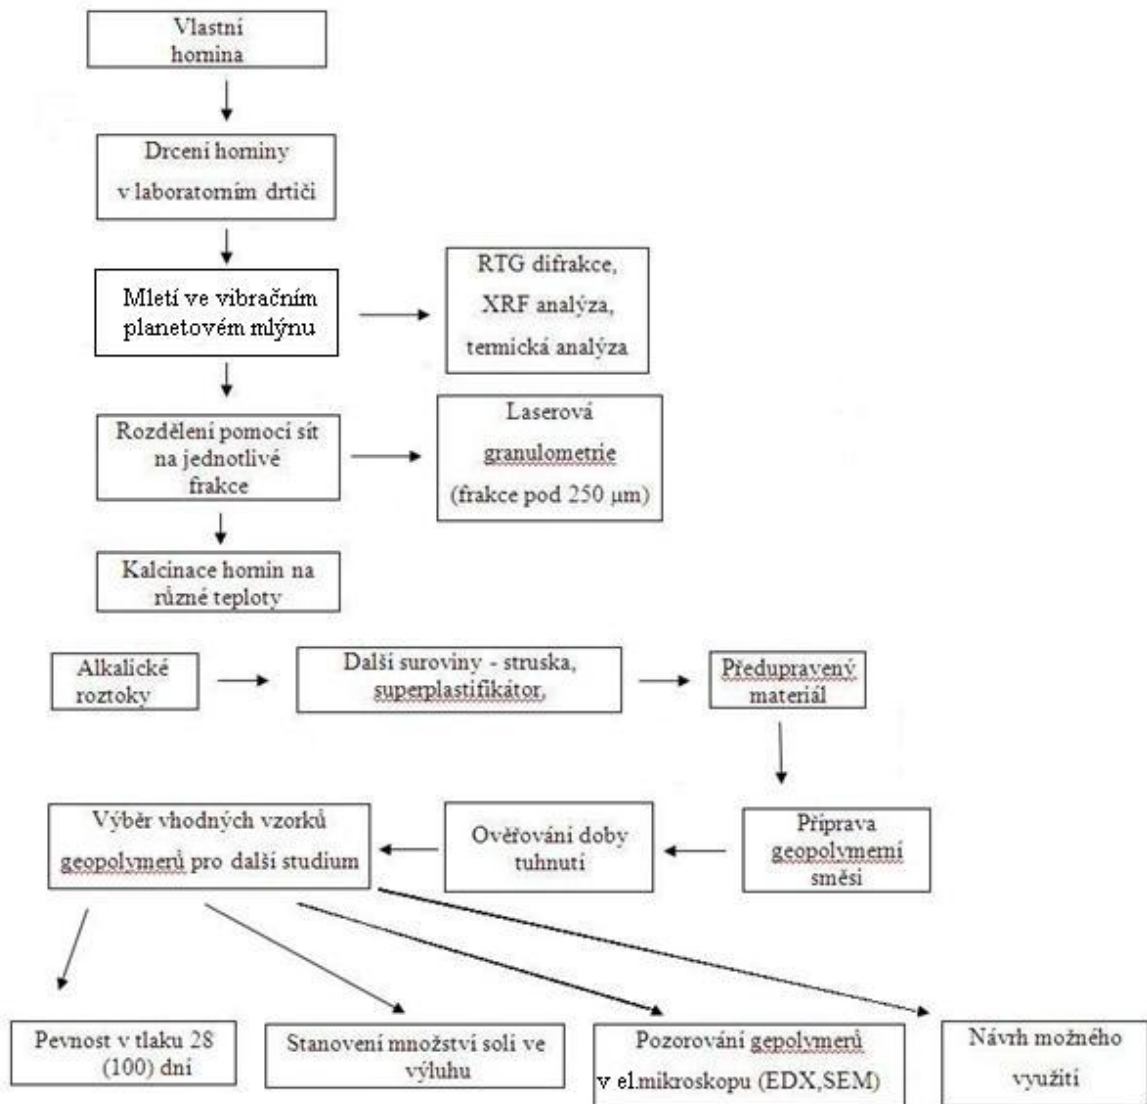 Vlastní
hornina
Drcení horniny
v laboratorním drtiči
Mletí ve vibračním
planetovém mlýnu
RTG difrakce,
XRF analýza,
termická analýza
Rozdělení pomocí sít
na jednotlivé
frakce
Laserová
granulometrie
(frakce pod 250 μm)
Kalcinace hornin na
různé teploty
Alkalické
roztoky
Další suroviny - struska,
superplastifikátor,
Předupravený
materiál
Výběr vhodných vzorků
geopolymerů pro další studium
Ověřování doby
tuhnutí
Příprava
geopolymerní
směsi
Pevnost v tlaku 28
(100) dní
Stanovení množství soli ve
výluhu
Pozorování gepolymerů
v el.mikroskopu (EDX,SEM)
Návrh možného
využití